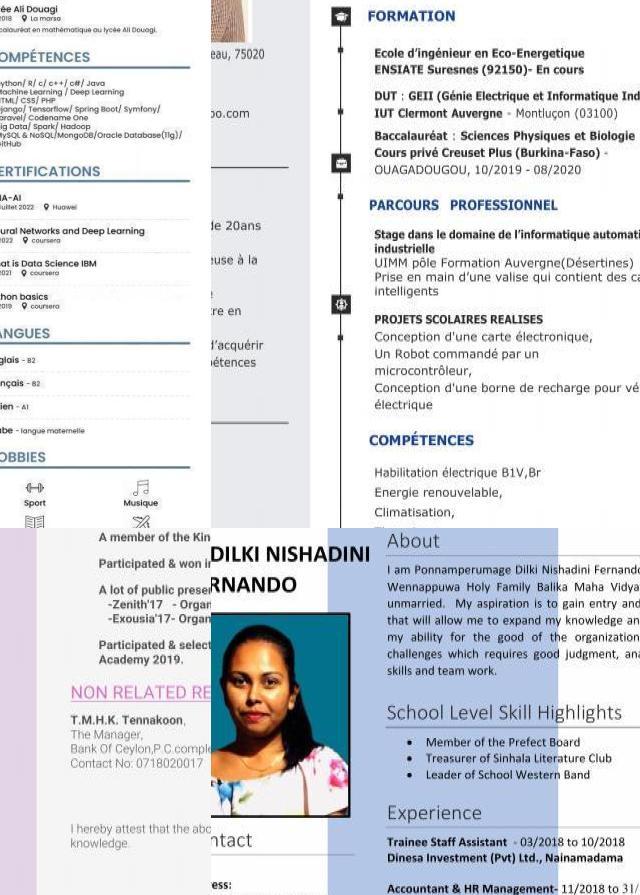 ée Ali Douagi
2018 La marsa
calauréat en mathématique au lycée Ali Douagi.
OMPÉTENCES
ython/ R/ c/ c++/ c#/ Java
Machine Learning / Deep Learning
HTML/ CSS/ PHP
Django/ Tensorflow/ Spring Boot/ Symfony/
aravel/ Codename One
ig Data/ Spark/ Hadoop
MySQL & NoSQL/MongoDB/Oracle Database(11g)/
GitHub
ERTIFICATIONS
IA-AI
uillet 2022 Huawei
ural Networks and Deep Learning
2022 coursera
at is Data Science IBM
2021 coursera
thon basics
2019 coursera
ANGUES
glais - B2
nçais - B2
lien - A1
abe - langue maternelle
OBBIES
Sport Musique
eau, 75020
oo.com
de 20ans
euse à la
re en
d'acquérir
étences
FORMATION
Ecole d'ingénieur en Eco-Energetique
ENSIATE Suresnes (92150)- En cours
DUT : GEII (Génie Electrique et Informatique Ind
IUT Clermont Auvergne - Montluçon (03100)
Baccalauréat : Sciences Physiques et Biologie
Cours privé Creuset Plus (Burkina-Faso) -
OUAGADOUGOU, 10/2019 - 08/2020
PARCOURS PROFESSIONNEL
Stage dans le domaine de l'informatique automati
industrielle
UIMM pôle Formation Auvergne(Désertines)
Prise en main d'une valise qui contient des ca
intelligents
PROJETS SCOLAIRES REALISES
Conception d'une carte électronique,
Un Robot commandé par un
microcontrôleur,
Conception d'une borne de recharge pour vé
électrique
COMPÉTENCES
Habilitation électrique B1V,Br
Energie renouvelable,
Climatisation,
A member of the Kin
Participated & won i
A lot of public prese
-Zenith'17 - Organ
-Exousia'17- Organ
Participated & select
Academy 2019.
NON RELATED RE
T.M.H.K. Tennakoon,
The Manager,
Bank Of Ceylon,P.C.comple
Contact No: 0718020017
I hereby attest that the abo
knowledge.
DILKI NISHADINI
RNANDO
ntact
ess:
About
I am Ponnamperumage Dilki Nishadini Fernando
Wennappuwa Holy Family Balika Maha Vidya
unmarried. My aspiration is to gain entry and
that will allow me to expand my knowledge an
my ability for the good of the organization
challenges which requires good judgment, ana
skills and team work.
School Level Skill Highlights
• Member of the Prefect Board
• Treasurer of Sinhala Literature Club
• Leader of School Western Band
Experience
Trainee Staff Assistant - 03/2018 to 10/2018
Dinesa Investment (Pvt) Ltd., Nainamadama
Accountant & HR Management- 11/2018 to 31/